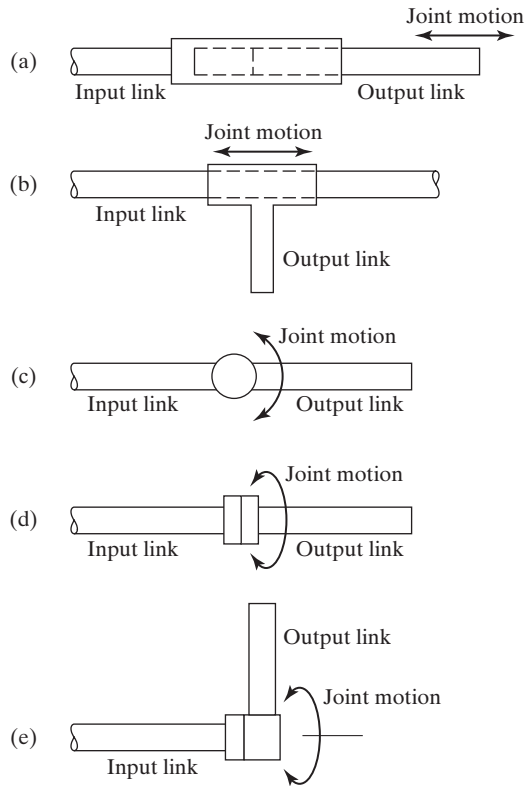 Joint motion
(a)
Input link
Output link
Joint motion
(b)
Input link
Output link
Joint motion
(c)
Input link
Output link
Joint motion
(d)
Input link
Output link
Output link
Joint motion
(e)
Input link